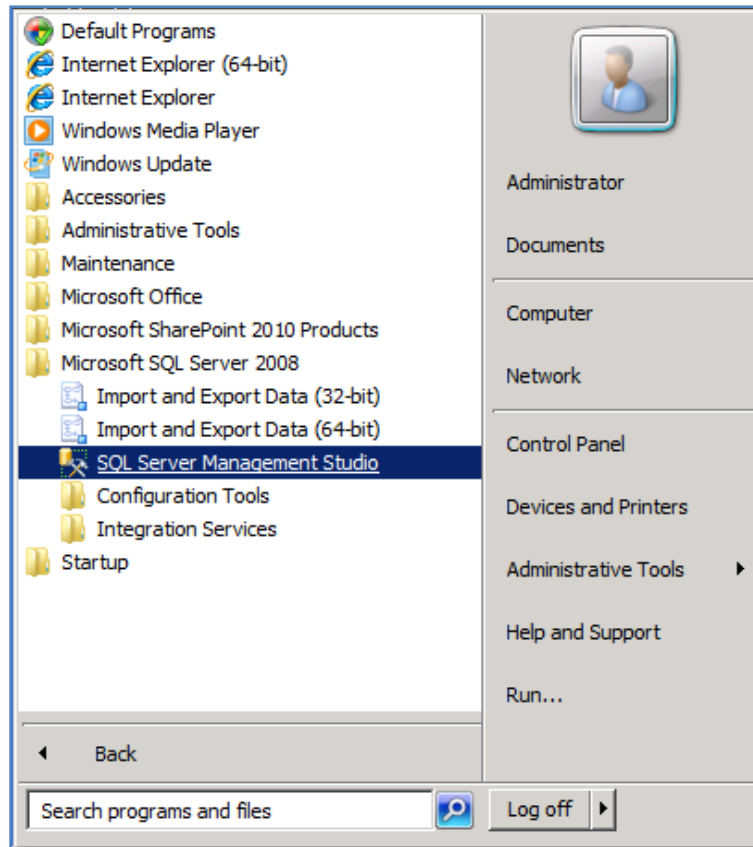 Default Programs
Internet Explorer (64-bit)
Internet Explorer
Windows Media Player
Windows Update
Accessories
Administrative Tools
Maintenance
Microsoft Office
Microsoft SharePoint 2010 Products
Microsoft SQL Server 2008
Import and Export Data (32-bit)
Import and Export Data (64-bit)
SQL Server Management Studio
Configuration Tools
Integration Services
Startup
Back
Search programs and files
Administrator
Documents
Computer
Network
Control Panel
Devices and Printers
Administrative Tools
Help and Support
Run...
Log off